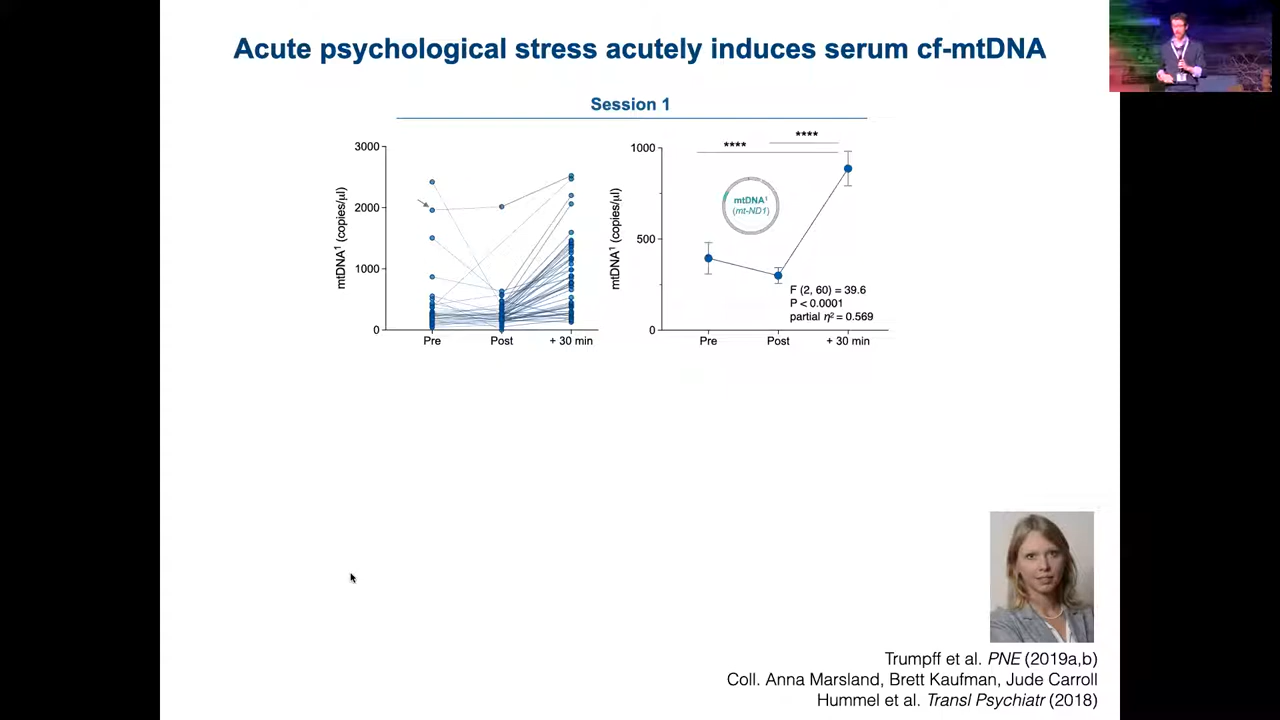 Acute psychological stress acutely induces serum cf-mtDNA
Session 1
3000
2000
1000
0
mtDNA¹ (copies/µl)
Pre
Post
+ 30 min
1000
500
0
mtDNA¹ (copies/µl)
****
****
mtDNA¹
(mt-ND1)
F (2, 60) = 39.6
P < 0.0001
partial η² = 0.569
Pre
Post
+ 30 min
Trumpff et al. PNE (2019a,b)
Coll. Anna Marsland, Brett Kaufman, Jude Carroll
Hummel et al. Transl Psychiatr (2018)